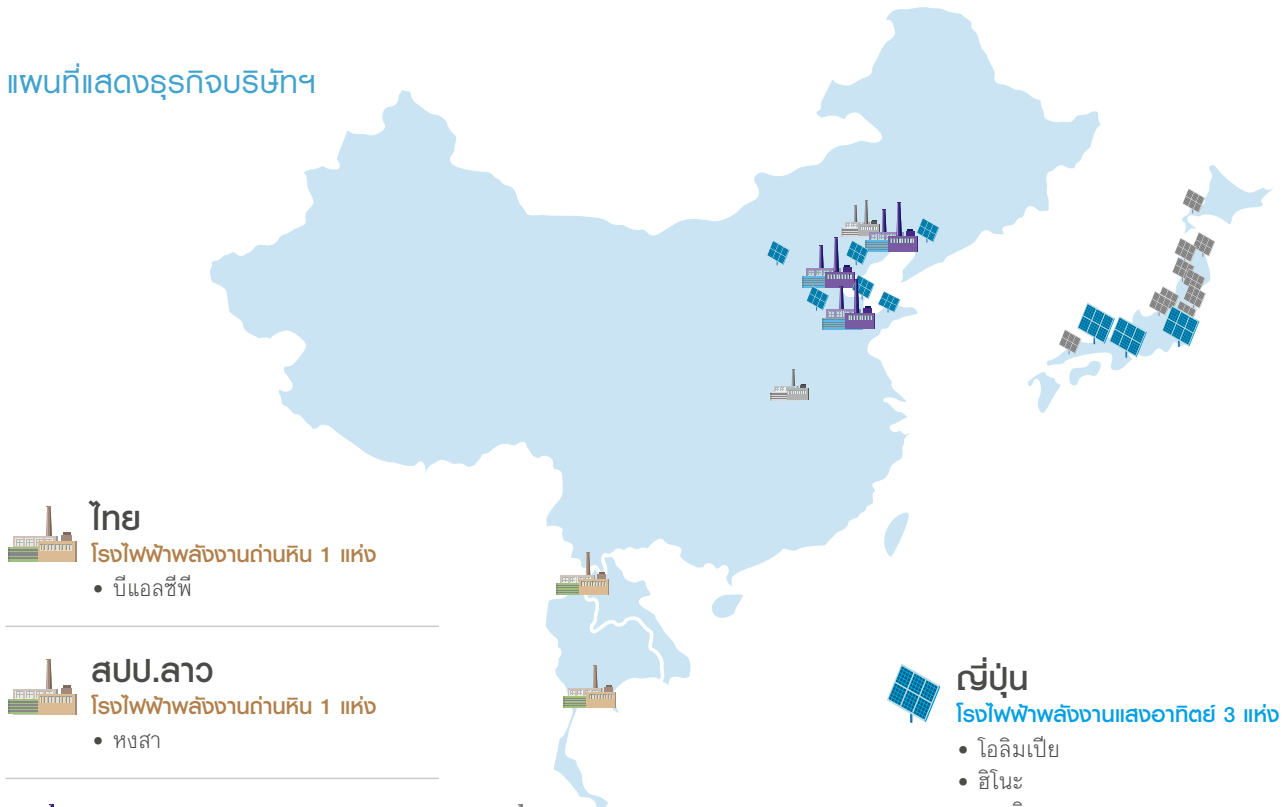 แผนที่แสดงธุรกิจบริษัทฯ
ไทย
โรงไฟฟ้าพลังงานถ่านหิน 1 แห่ง
• บีแอลซีพี
สปป.ลาว
โรงไฟฟ้าพลังงานถ่านหิน 1 แห่ง
• หงสา
ญี่ปุ่น
โรงไฟฟ้าพลังงานแสงอาทิตย์ 3 แห่ง
• โอลิมเปีย
• ฮิโนะ